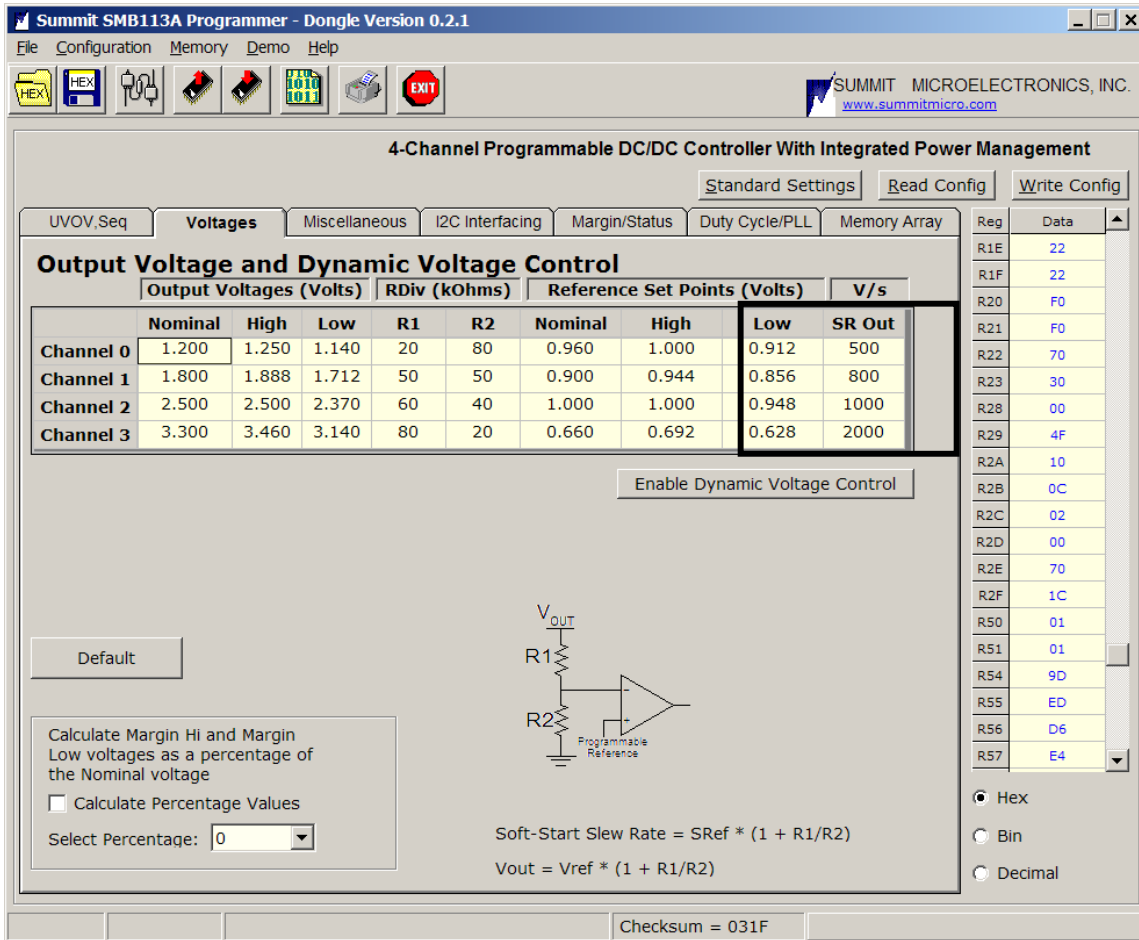 Summit SMB113A Programmer - Dongle Version 0.2.1
File Configuration Memory Demo Help
HEX HEX 1010 1011 EXIT
SUMMIT MICROELECTRONICS, INC.
www.summitmicro.com
4-Channel Programmable DC/DC Controller With Integrated Power Management
Standard Settings Read Config Write Config
UVOV,Seq Voltages Miscellaneous I2C Interfacing Margin/Status Duty Cycle/PLL Memory Array
Output Voltage and Dynamic Voltage Control
Output Voltages (Volts) RDiv (kOhms) Reference Set Points (Volts) V/s
Nominal High Low R1 R2 Nominal High Low SR Out
Channel 0 1.200 1.250 1.140 20 80 0.960 1.000 0.912 500
Channel 1 1.800 1.888 1.712 50 50 0.900 0.944 0.856 800
Channel 2 2.500 2.500 2.370 60 40 1.000 1.000 0.948 1000
Channel 3 3.300 3.460 3.140 80 20 0.660 0.692 0.628 2000
Enable Dynamic Voltage Control
VOUT
R1
R2
Programmable
Reference
Default
Calculate Margin Hi and Margin
Low voltages as a percentage of
the Nominal voltage
Calculate Percentage Values
Select Percentage: 0
Soft-Start Slew Rate = SRef * (1 + R1/R2)
Vout = Vref * (1 + R1/R2)
Reg Data
R1E 22
R1F 22
R20 F0
R21 F0
R22 70
R23 30
R28 00
R29 4F
R2A 10
R2B 0C
R2C 02
R2D 00
R2E 70
R2F 1C
R50 01
R51 01
R54 9D
R55 ED
R56 D6
R57 E4
Hex
Bin
Decimal
Checksum = 031F